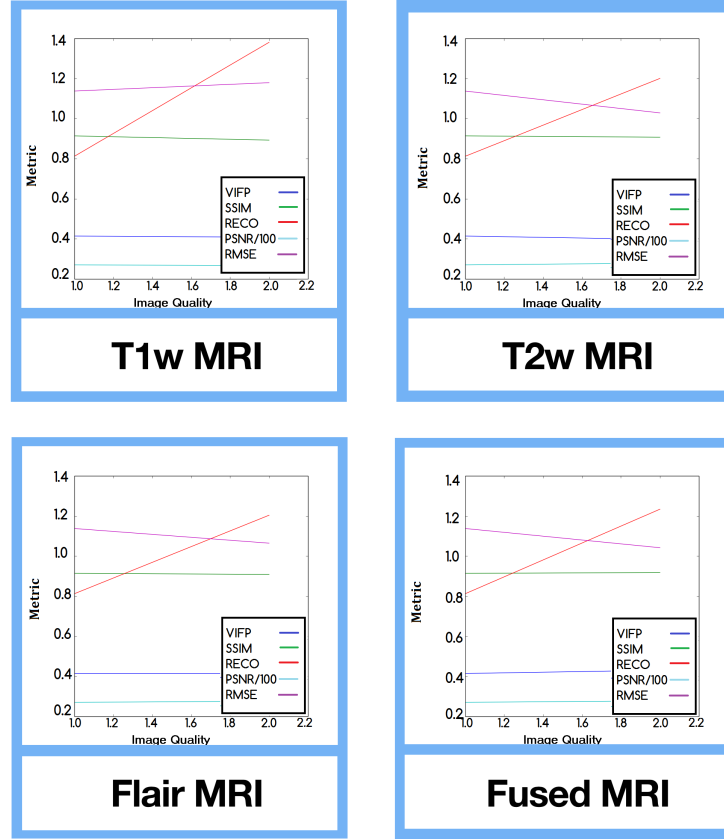 1.4
1.2
1.0
0.8
0.6
0.4
0.2
Metric
VIFP
SSIM
RECO
PSNR/100
RMSE
1.0 1.2 1.4 1.6 1.8 2.0 2.2
Image Quality
T1w MRI
1.4
1.2
1.0
0.8
0.6
0.4
0.2
Metric
VIFP
SSIM
RECO
PSNR/100
RMSE
1.0 1.2 1.4 1.6 1.8 2.0 2.2
Image Quality
T2w MRI
1.4
1.2
1.0
0.8
0.6
0.4
0.2
Metric
VIFP
SSIM
RECO
PSNR/100
RMSE
1.0 1.2 1.4 1.6 1.8 2.0 2.2
Image Quality
Flair MRI
1.4
1.2
1.0
0.8
0.6
0.4
0.2
Metric
VIFP
SSIM
RECO
PSNR/100
RMSE
1.0 1.2 1.4 1.6 1.8 2.0 2.2
Image Quality
Fused MRI